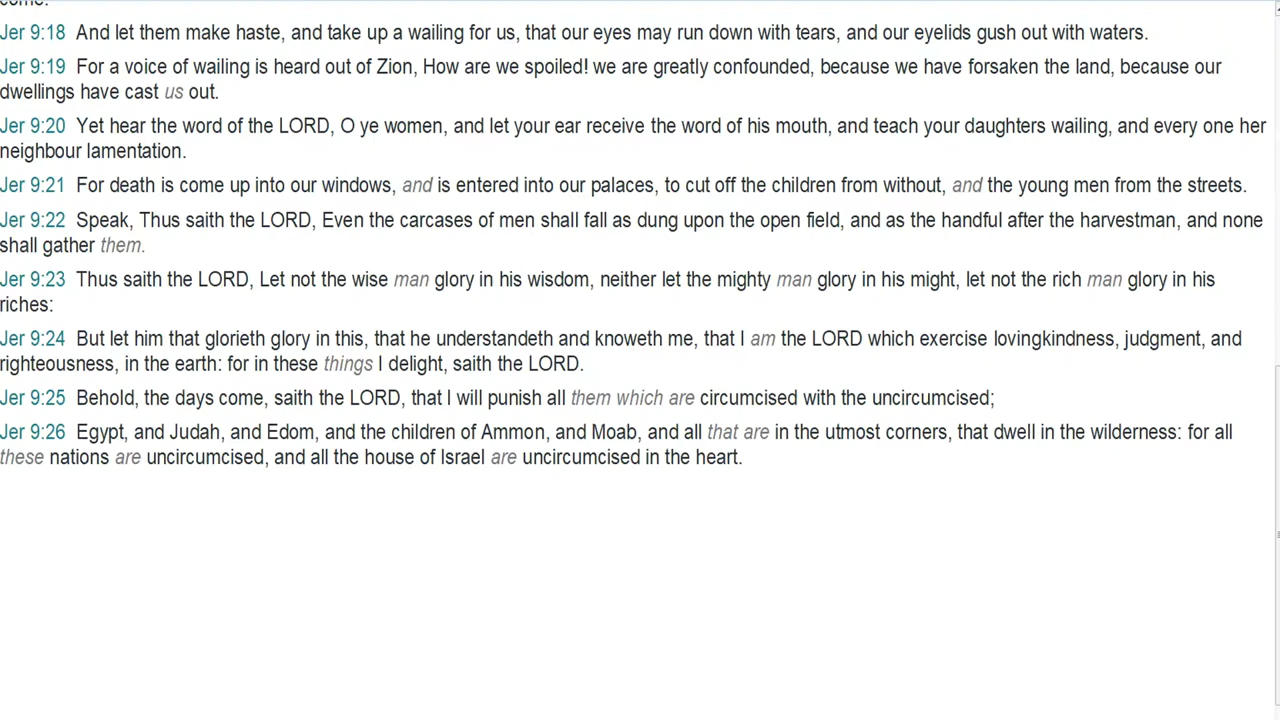 come.
Jer 9:18 And let them make haste, and take up a wailing for us, that our eyes may run down with tears, and our eyelids gush out with waters.
Jer 9:19 For a voice of wailing is heard out of Zion, How are we spoiled! we are greatly confounded, because we have forsaken the land, because our
dwellings have cast us out.
Jer 9:20 Yet hear the word of the LORD, O ye women, and let your ear receive the word of his mouth, and teach your daughters wailing, and every one her
neighbour lamentation.
Jer 9:21 For death is come up into our windows, and is entered into our palaces, to cut off the children from without, and the young men from the streets.
Jer 9:22 Speak, Thus saith the LORD, Even the carcases of men shall fall as dung upon the open field, and as the handful after the harvestman, and none
shall gather them.
Jer 9:23 Thus saith the LORD, Let not the wise man glory in his wisdom, neither let the mighty man glory in his might, let not the rich man glory in his
riches:
Jer 9:24 But let him that glorieth glory in this, that he understandeth and knoweth me, that I am the LORD which exercise lovingkindness, judgment, and
righteousness, in the earth: for in these things I delight, saith the LORD.
Jer 9:25 Behold, the days come, saith the LORD, that I will punish all them which are circumcised with the uncircumcised;
Jer 9:26 Egypt, and Judah, and Edom, and the children of Ammon, and Moab, and all that are in the utmost corners, that dwell in the wilderness: for all
these nations are uncircumcised, and all the house of Israel are uncircumcised in the heart.